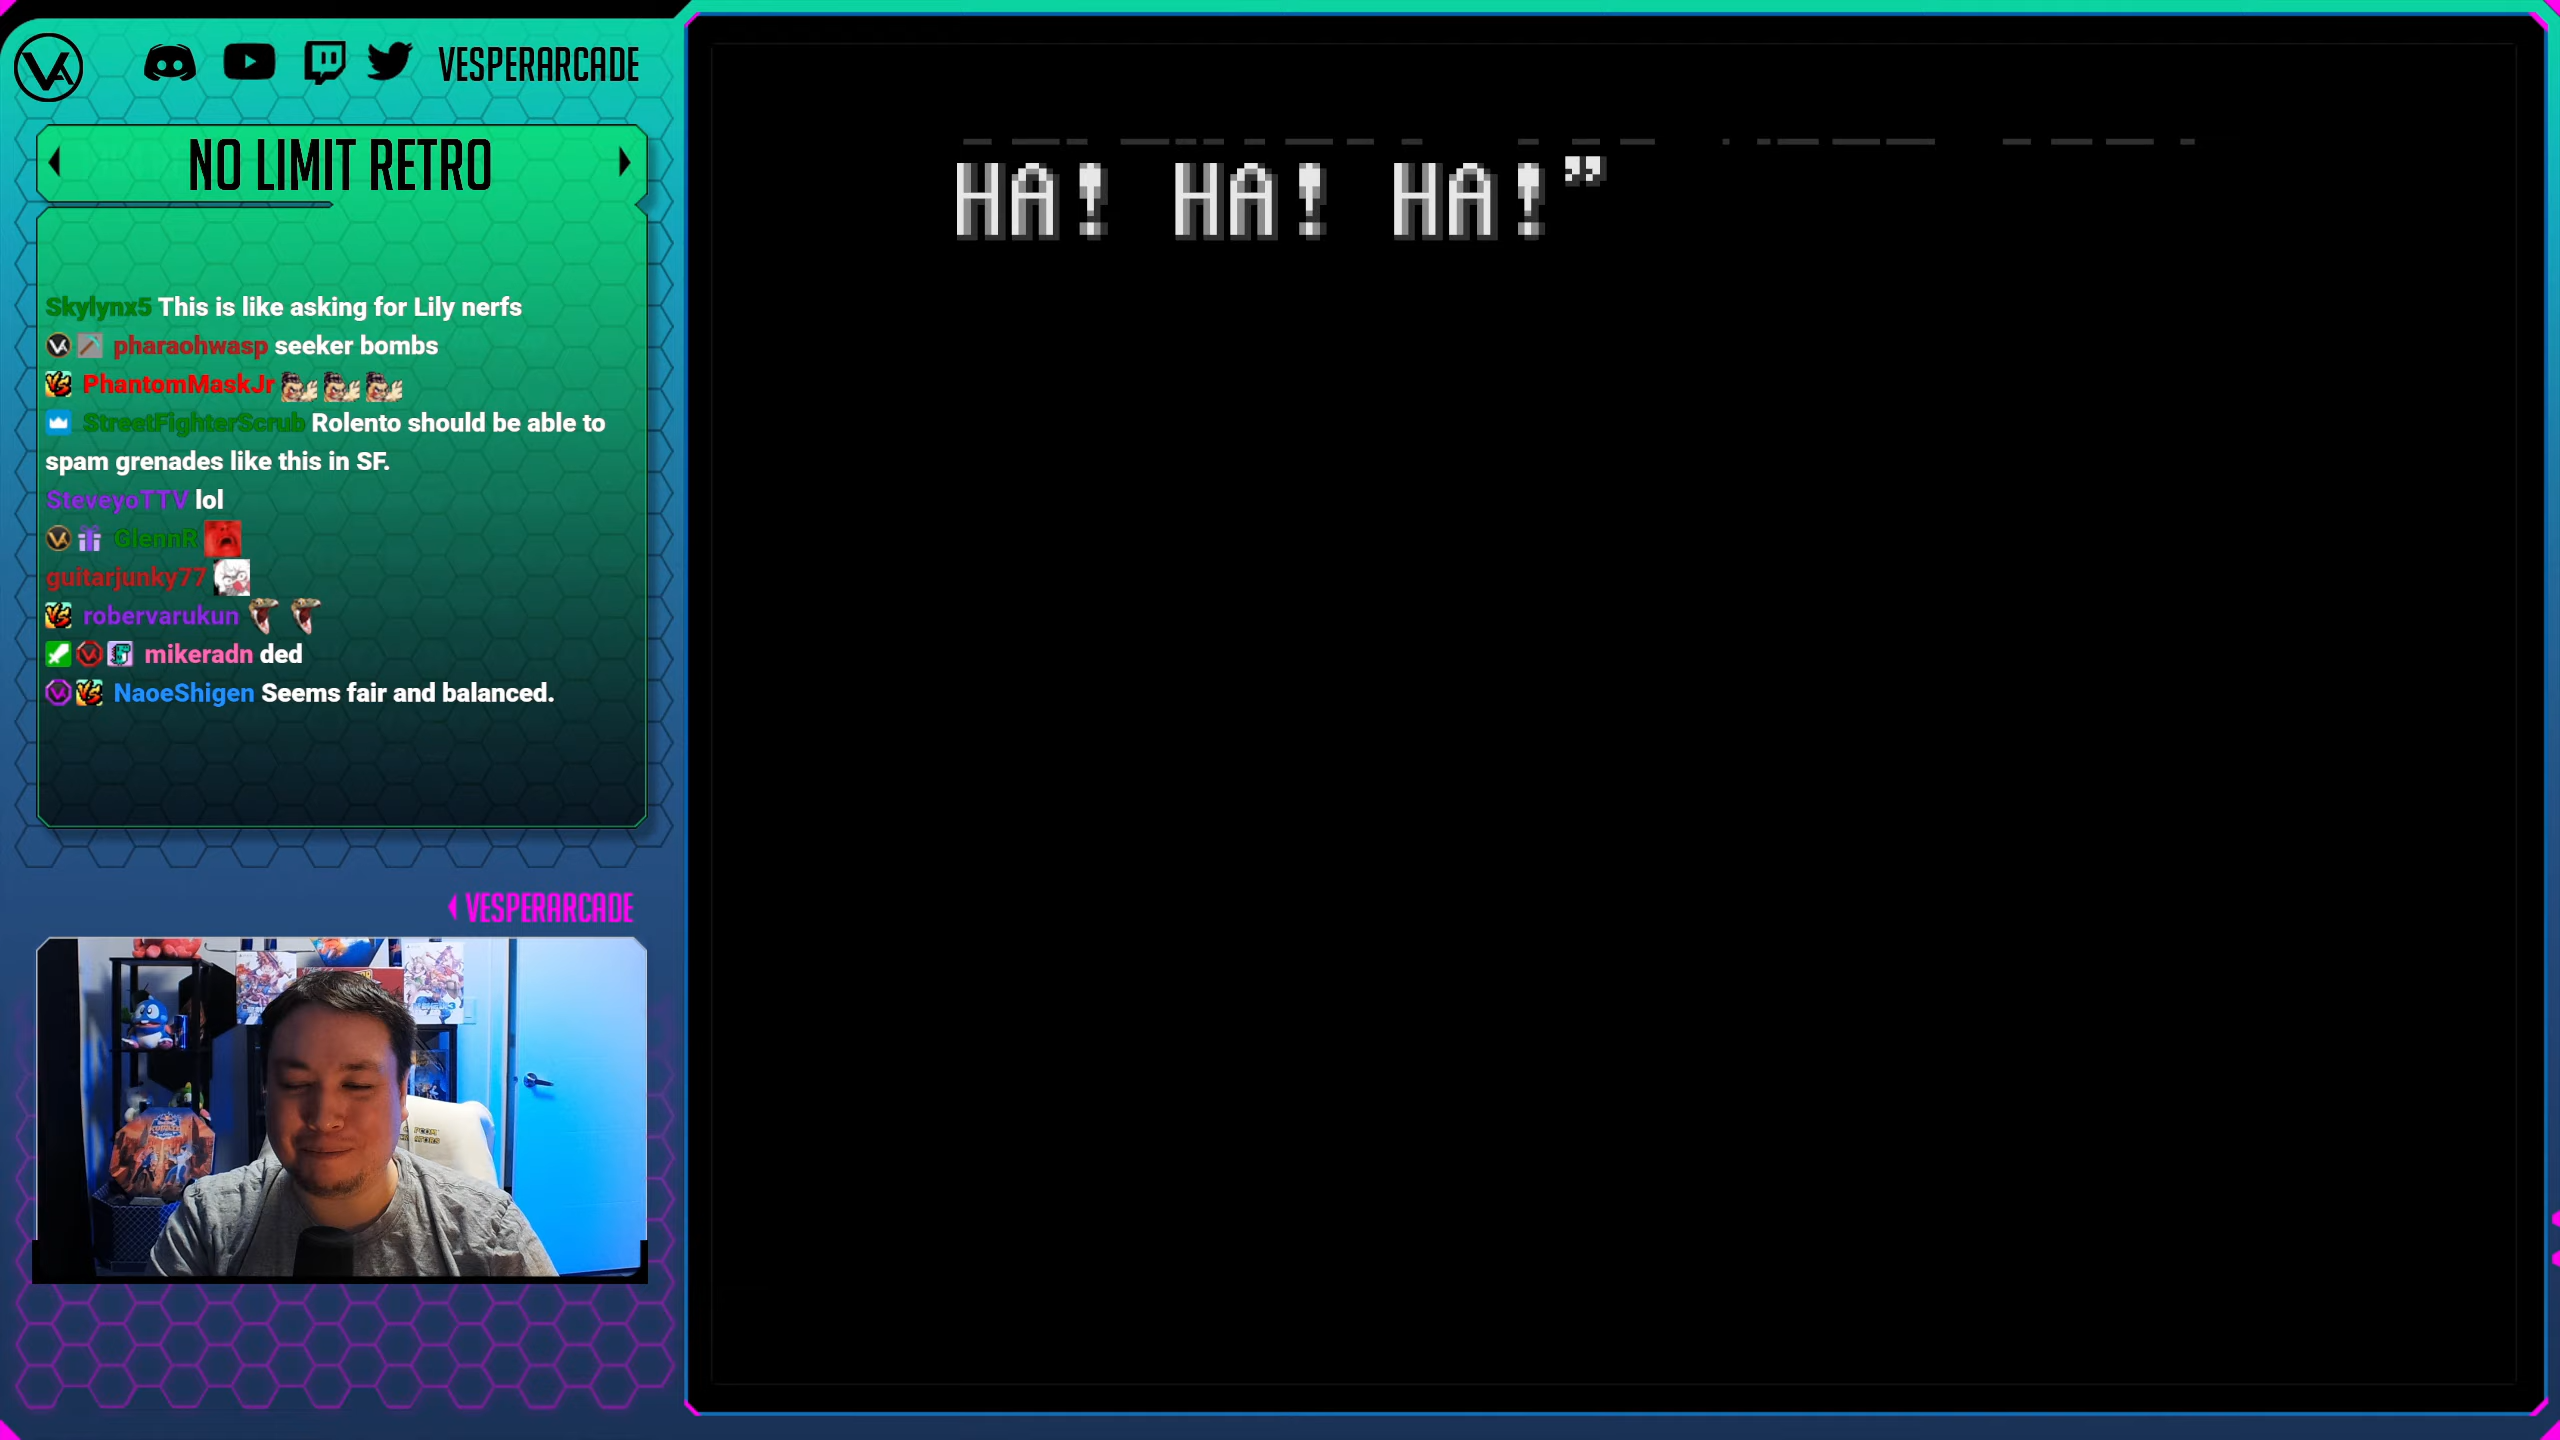 VESPERARCADE
NO LIMIT RETRO
Skylynx5 This is like asking for Lily nerfs
pharaohwasp seeker bombs
PhantomMaskJr
StreetFighterScrub Rolento should be able to
spam grenades like this in SF.
SteveyoTTV lol
GlennR
guitarjunky77
robervarukun
mikeradn ded
NaoeShigen Seems fair and balanced.
VESPERARCADE
HA! HA! HA!”